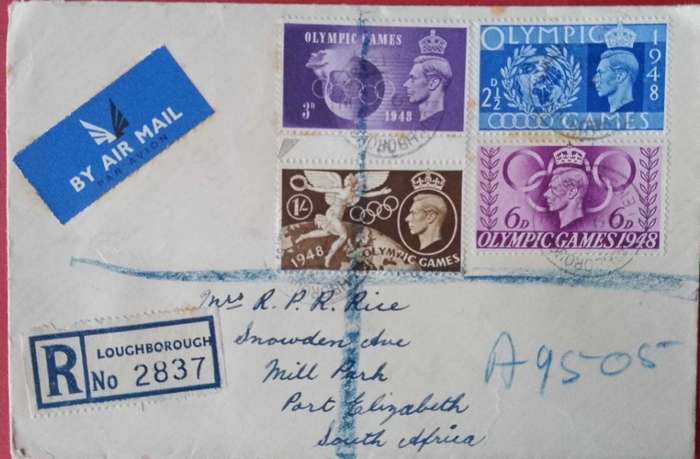 OLYMPIC GAMES
3D 1948
OLYMPIC 1948
2½D
GAMES
BY AIR MAIL
PAR AVION
1/-
1948 OLYMPIC GAMES
6D 6D
OLYMPIC GAMES 1948
Mrs R. P. R. Rice
Snowden Ave
Mill Park
Port Elizabeth
South Africa
R LOUGHBOROUGH
No 2837
A9505